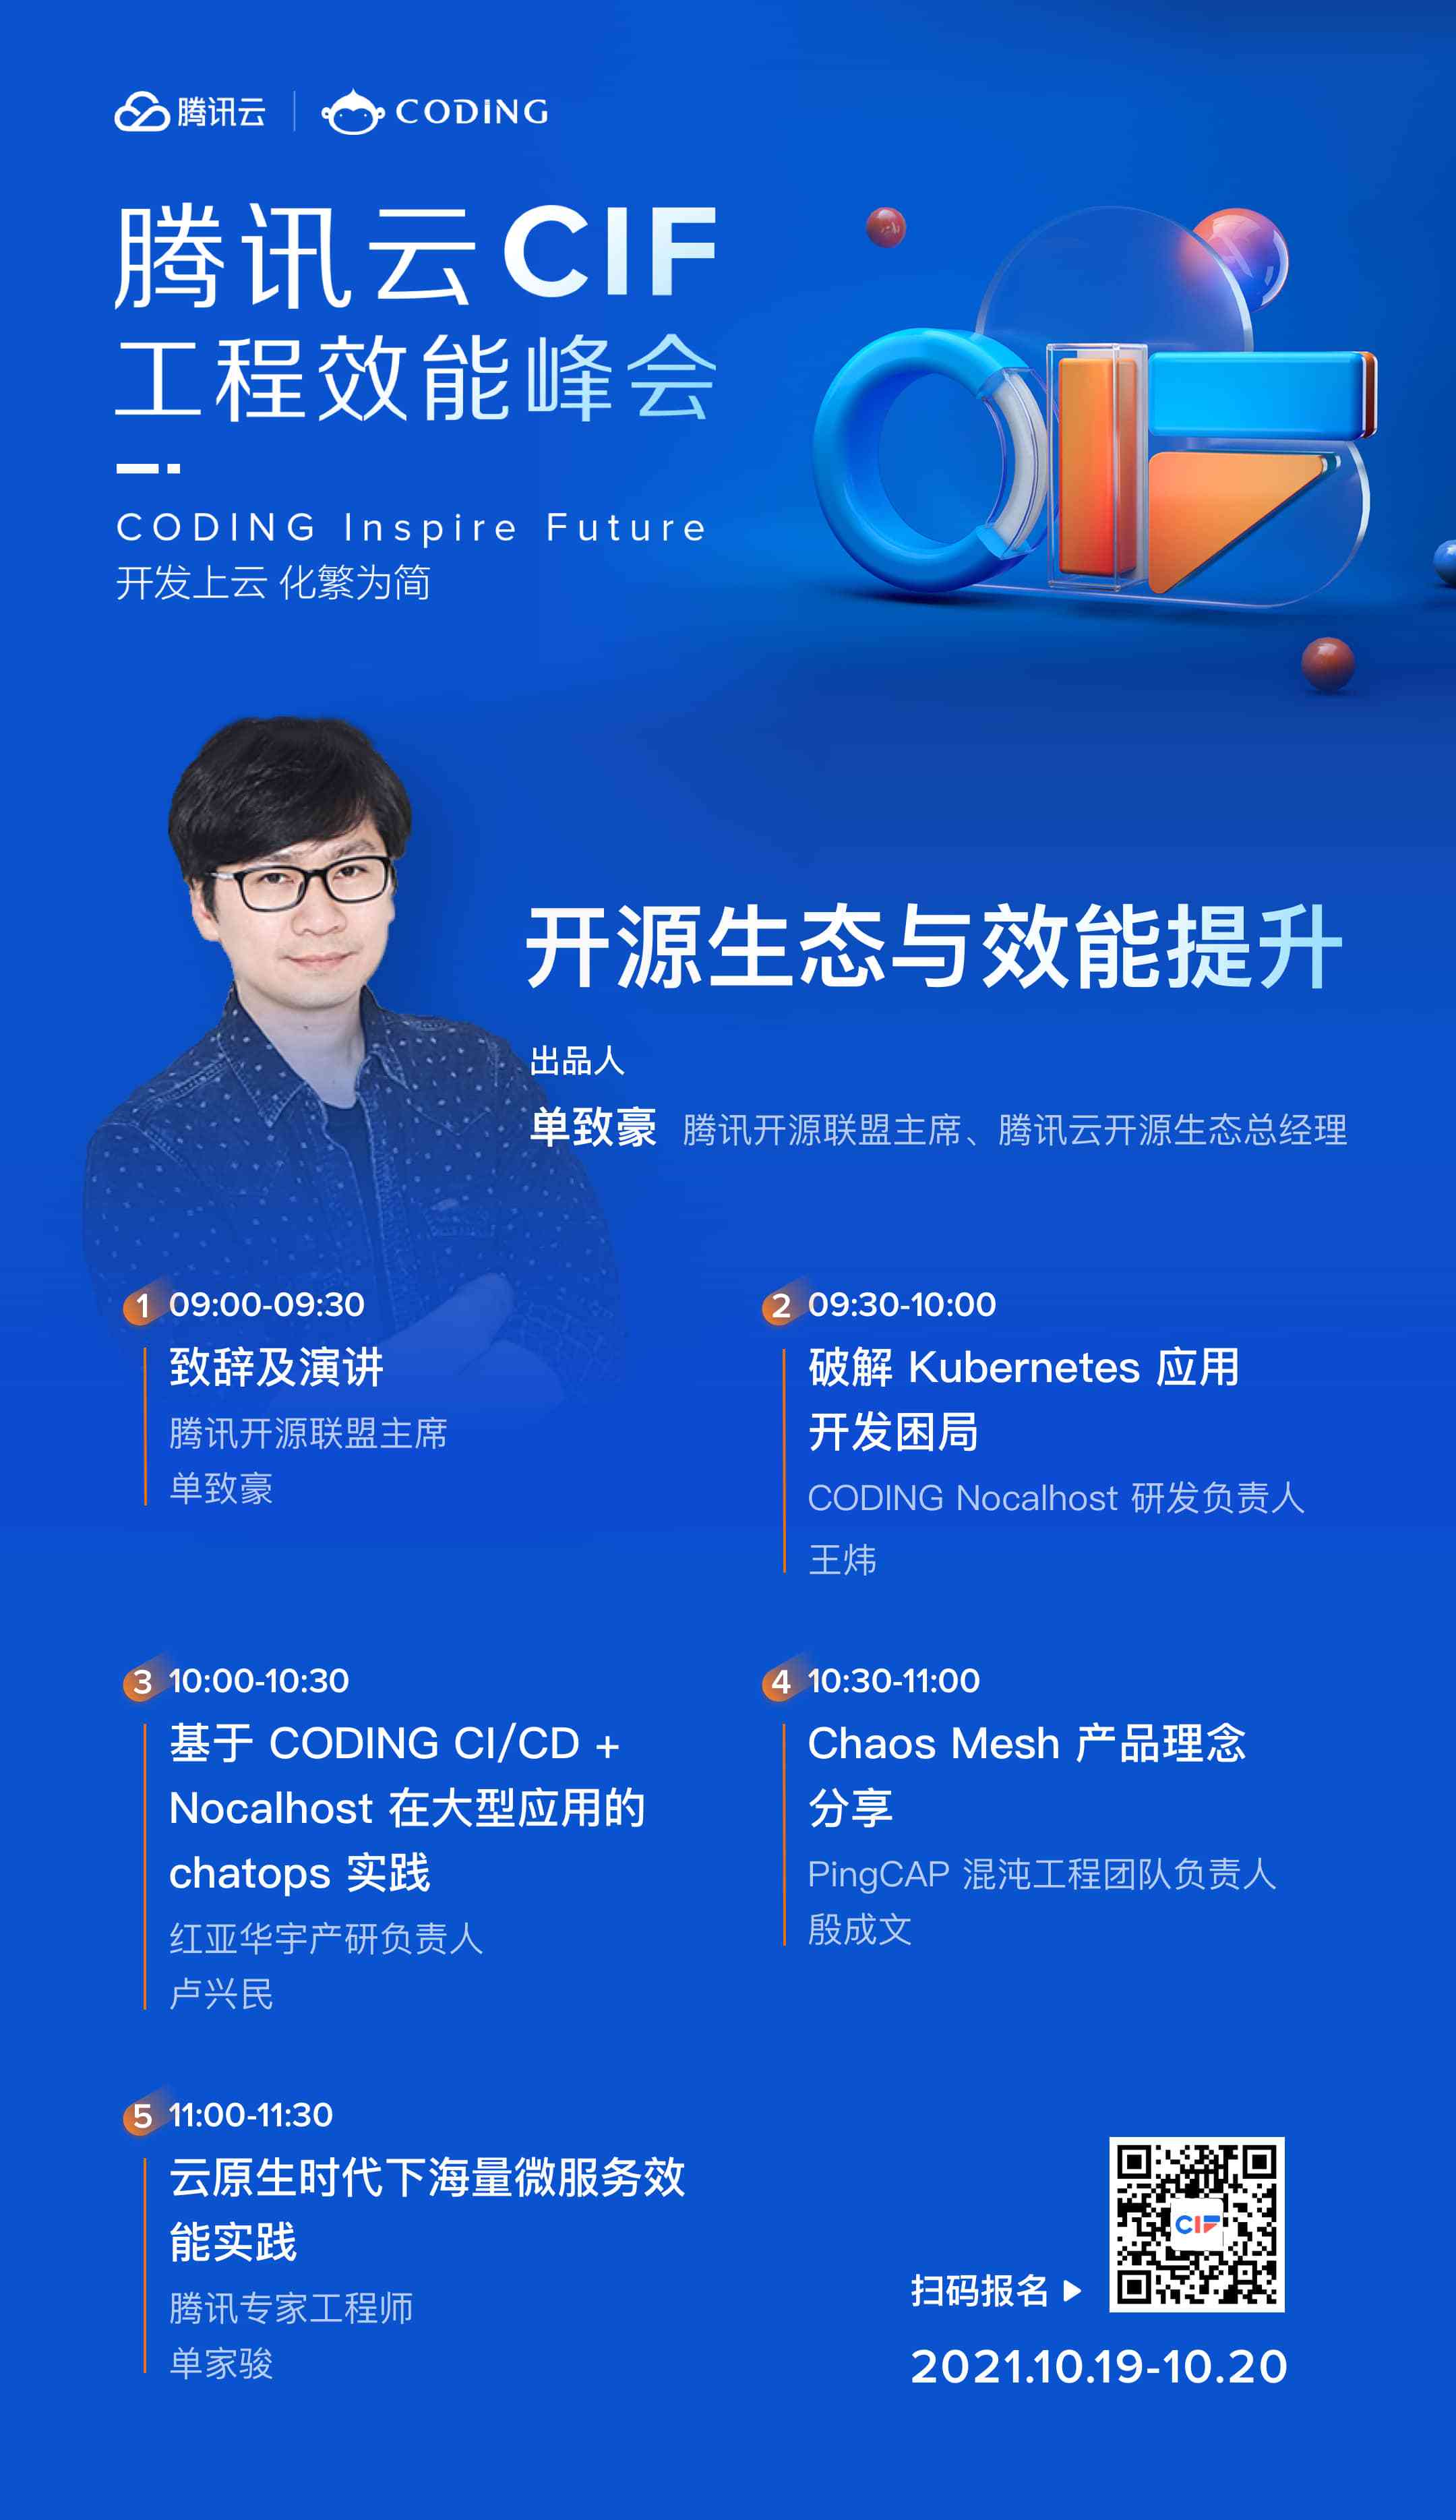 腾讯云 CODING
腾讯云CIF
工程效能峰会
CODING Inspire Future
开发上云 化繁为简
开源生态与效能提升
出品人
单致豪 腾讯开源联盟主席、腾讯云开源生态总经理
1 09:00-09:30
致辞及演讲
腾讯开源联盟主席
单致豪
2 09:30-10:00
破解 Kubernetes 应用
开发困局
CODING Nocalhost 研发负责人
王炜
3 10:00-10:30
基于 CODING CI/CD +
Nocalhost 在大型应用的
chatops 实践
红亚华宇产研负责人
卢兴民
4 10:30-11:00
Chaos Mesh 产品理念
分享
PingCAP 混沌工程团队负责人
殷成文
5 11:00-11:30
云原生时代下海量微服务效
能实践
腾讯专家工程师
单家骏
CIF
扫码报名
2021.10.19-10.20